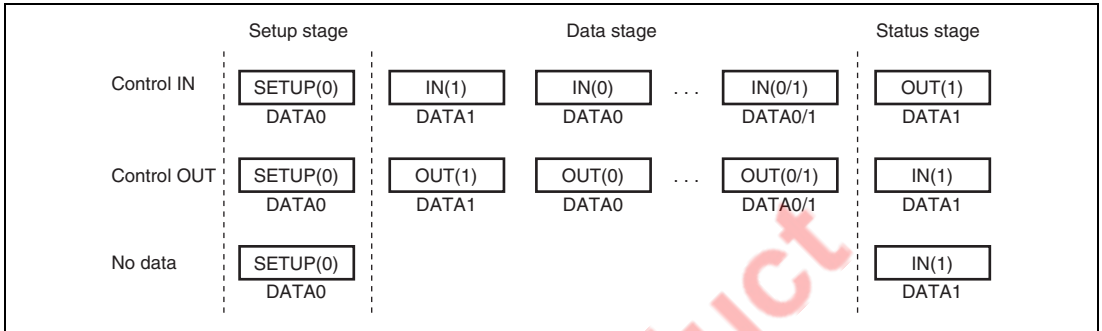 Setup stage Data stage Status stage
Control IN SETUP(0) IN(1) IN(0) . . . IN(0/1) OUT(1)
DATA0 DATA1 DATA0 DATA0/1 DATA1
Control OUT SETUP(0) OUT(1) OUT(0) . . . OUT(0/1) IN(1)
DATA0 DATA1 DATA0 DATA0/1 DATA1
No data SETUP(0) IN(1)
DATA0 DATA1
uct